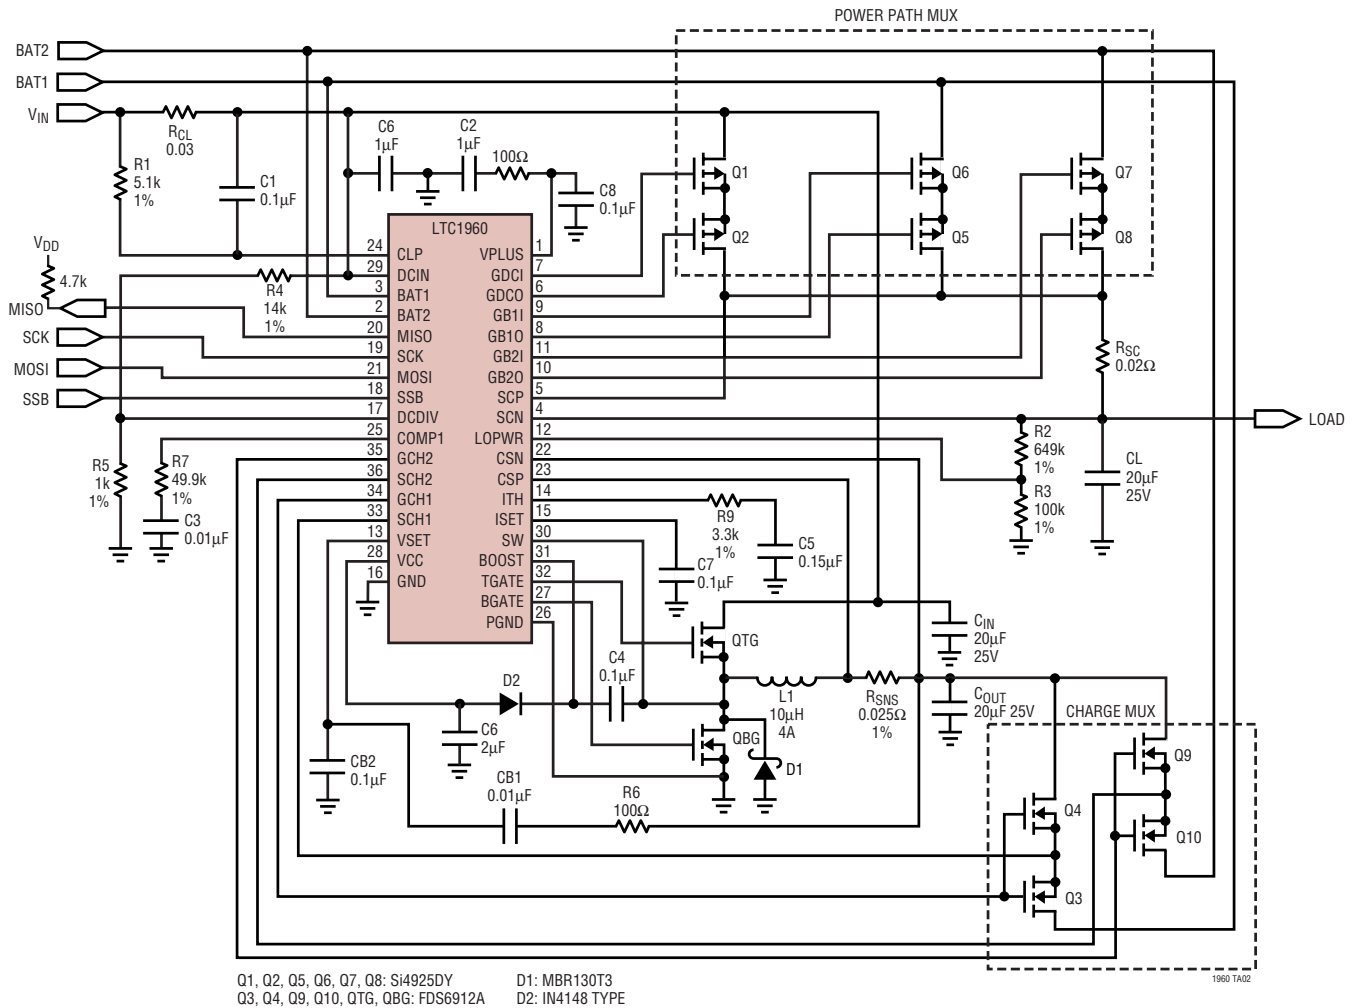 POWER PATH MUX
BAT2
BAT1
VIN
RCL
0.03
R1
5.1k
1%
C1
0.1µF
C6
1µF
C2
1µF
100Ω
C8
0.1µF
Q1
Q2
Q6
Q5
Q7
Q8
VDD
4.7k
MISO
SCK
MOSI
SSB
R4
14k
1%
LTC1960
24 CLP
29 DCIN
3 BAT1
2 BAT2
20 MISO
19 SCK
21 MOSI
18 SSB
17 DCDIV
25 COMP1
35 GCH2
36 SCH2
34 GCH1
33 SCH1
13 VSET
28 VCC
16 GND
VPLUS 1
GDCI 7
GDCO 6
GB1I 9
GB1O 8
GB2I 11
GB2O 10
SCP 5
SCN 4
LOPWR 12
CSN 22
CSP 23
ITH 14
ISET 15
SW 30
BOOST 31
TGATE 32
BGATE 27
PGND 26
RSC
0.02Ω
LOAD
R2
649k
1%
R3
100k
1%
CL
20µF
25V
R5
1k
1%
R7
49.9k
1%
C3
0.01µF
R9
3.3k
1%
C5
0.15µF
C7
0.1µF
QTG
CIN
20µF
25V
D2
C4
0.1µF
L1
10µH
4A
RSNS
0.025Ω
1%
COUT
20µF 25V
CHARGE MUX
C6
2µF
QBG
D1
CB2
0.1µF
CB1
0.01µF
R6
100Ω
Q9
Q4
Q10
Q3
1960 TA02
Q1, Q2, Q5, Q6, Q7, Q8: Si4925DY
Q3, Q4, Q9, Q10, QTG, QBG: FDS6912A
D1: MBR130T3
D2: IN4148 TYPE